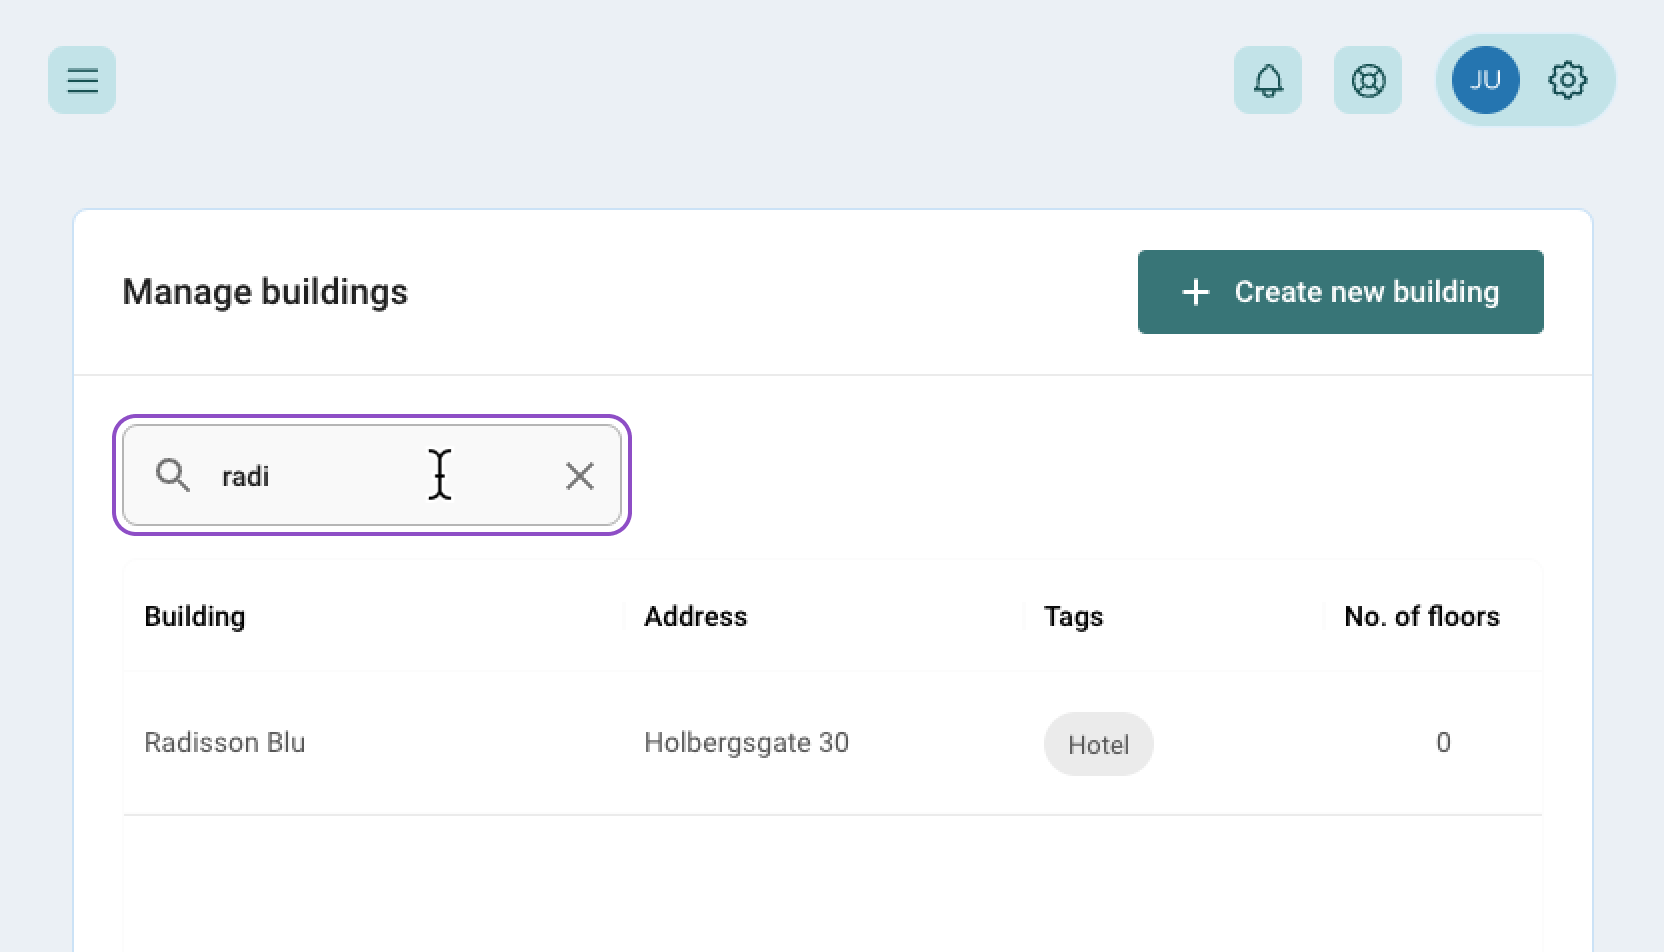 JU
Manage buildings
+ Create new building
radi
Building Address Tags No. of floors
Radisson Blu Holbergsgate 30 Hotel 0